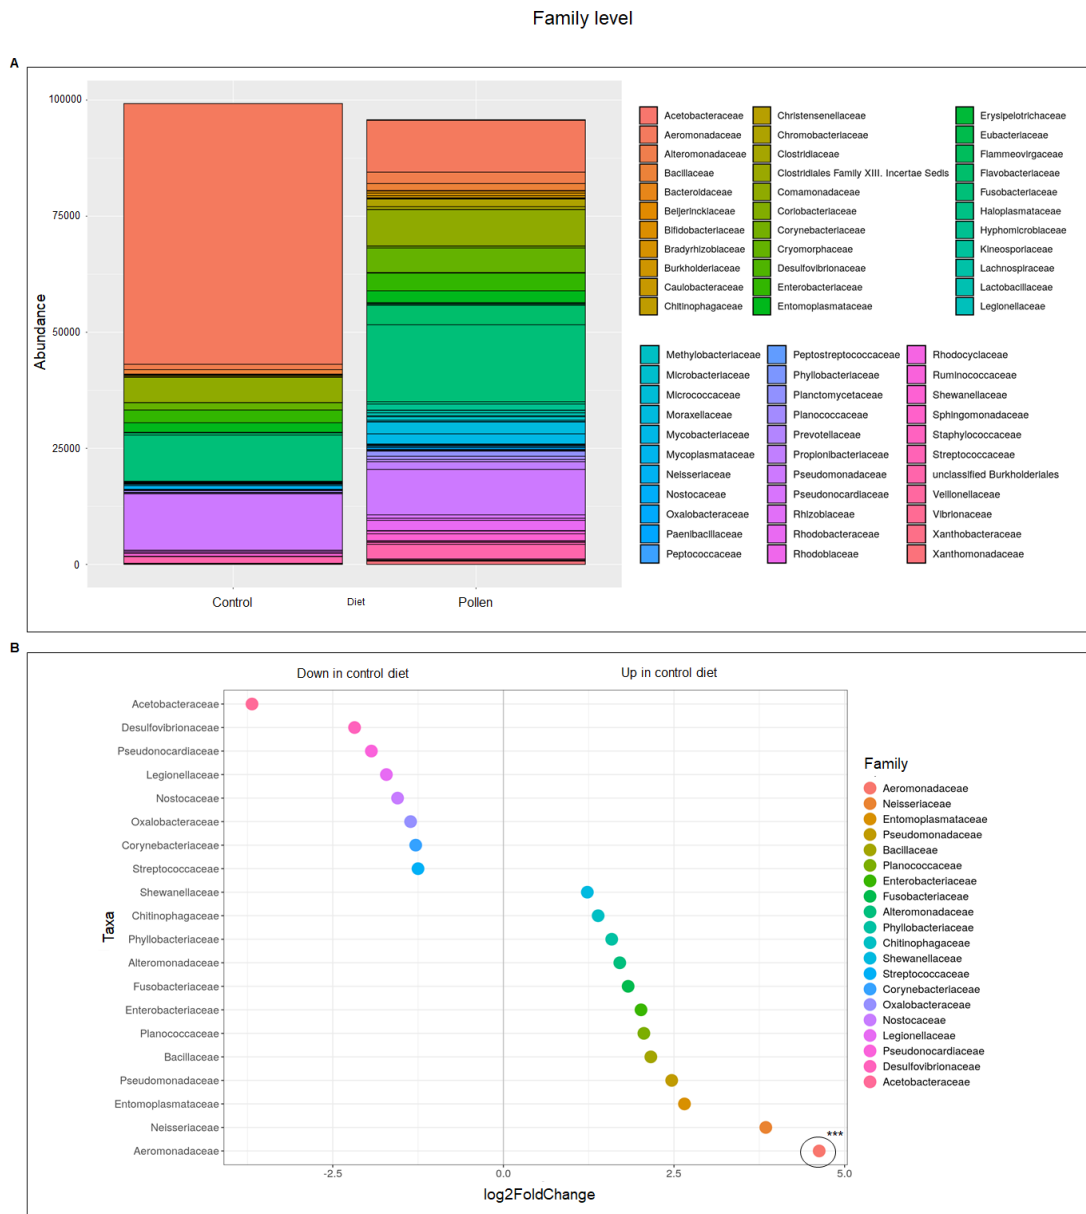 Family level
A
100000
75000
50000
25000
0
Abundance
Control
Diet
Pollen
Acetobacteraceae
Aeromonadaceae
Alteromonadaceae
Bacillaceae
Bacteroidaceae
Beijerinckiaceae
Bifidobacteriaceae
Bradyrhizobiaceae
Burkholderiaceae
Caulobacteraceae
Chitinophagaceae
Christensenellaceae
Chromobacteriaceae
Clostridiaceae
Clostridiales Family XIII. Incertae Sedis
Comamonadaceae
Coriobacteriaceae
Corynebacteriaceae
Cryomorphaceae
Desulfovibrionaceae
Enterobacteriaceae
Entomoplasmataceae
Erysipelotrichaceae
Eubacteriaceae
Flammeovirgaceae
Flavobacteriaceae
Fusobacteriaceae
Haloplasmataceae
Hyphomicrobiaceae
Kineosporiaceae
Lachnospiraceae
Lactobacillaceae
Legionellaceae
Methylobacteriaceae
Microbacteriaceae
Micrococcaceae
Moraxellaceae
Mycobacteriaceae
Mycoplasmataceae
Neisseriaceae
Nostocaceae
Oxalobacteraceae
Paenibacillaceae
Peptococcaceae
Peptostreptococcaceae
Phyllobacteriaceae
Planctomycetaceae
Planococcaceae
Prevotellaceae
Propionibacteriaceae
Pseudomonadaceae
Pseudonocardiaceae
Rhizobiaceae
Rhodobacteraceae
Rhodobiaceae
Rhodocyclaceae
Ruminococcaceae
Shewanellaceae
Sphingomonadaceae
Staphylococcaceae
Streptococcaceae
unclassified Burkholderiales
Veillonellaceae
Vibrionaceae
Xanthobacteraceae
Xanthomonadaceae
B
Down in control diet
Up in control diet
Taxa
Acetobacteraceae
Desulfovibrionaceae
Pseudonocardiaceae
Legionellaceae
Nostocaceae
Oxalobacteraceae
Corynebacteriaceae
Streptococcaceae
Shewanellaceae
Chitinophagaceae
Phyllobacteriaceae
Alteromonadaceae
Fusobacteriaceae
Enterobacteriaceae
Planococcaceae
Bacillaceae
Pseudomonadaceae
Entomoplasmataceae
Neisseriaceae
Aeromonadaceae
***
-2.5
0.0
2.5
5.0
log2FoldChange
Family
Aeromonadaceae
Neisseriaceae
Entomoplasmataceae
Pseudomonadaceae
Bacillaceae
Planococcaceae
Enterobacteriaceae
Fusobacteriaceae
Alteromonadaceae
Phyllobacteriaceae
Chitinophagaceae
Shewanellaceae
Streptococcaceae
Corynebacteriaceae
Oxalobacteraceae
Nostocaceae
Legionellaceae
Pseudonocardiaceae
Desulfovibrionaceae
Acetobacteraceae